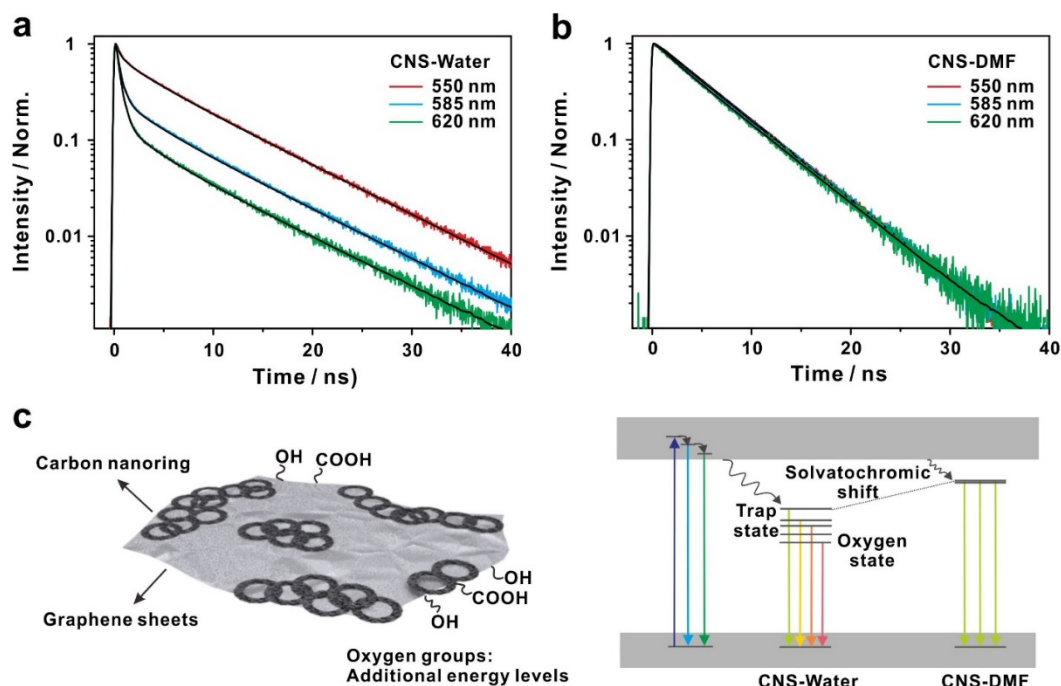 a
CNS-Water
550 nm
585 nm
620 nm
1
0.1
0.01
Intensity / Norm.
0
10
20
30
40
Time / ns)
b
CNS-DMF
550 nm
585 nm
620 nm
1
0.1
0.01
Intensity / Norm.
0
10
20
30
40
Time / ns
c
Carbon nanoring
OH
COOH
Graphene sheets
OH
COOH
OH
Oxygen groups:
Additional energy levels
Solvatochromic
shift
Trap
state
Oxygen
state
CNS-Water
CNS-DMF